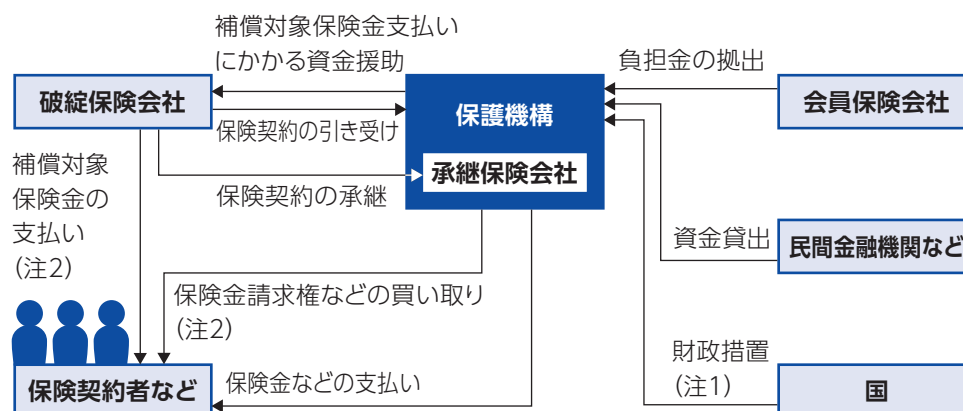 補償対象保険金支払い
にかかる資金援助
負担金の拠出
破綻保険会社
保護機構
会員保険会社
保険契約の引き受け
承継保険会社
補償対象
保険金の
支払い
(注2)
保険契約の承継
資金貸出
民間金融機関など
保険金請求権などの買い取り
(注2)
財政措置
(注1)
保険契約者など
保険金などの支払い
国